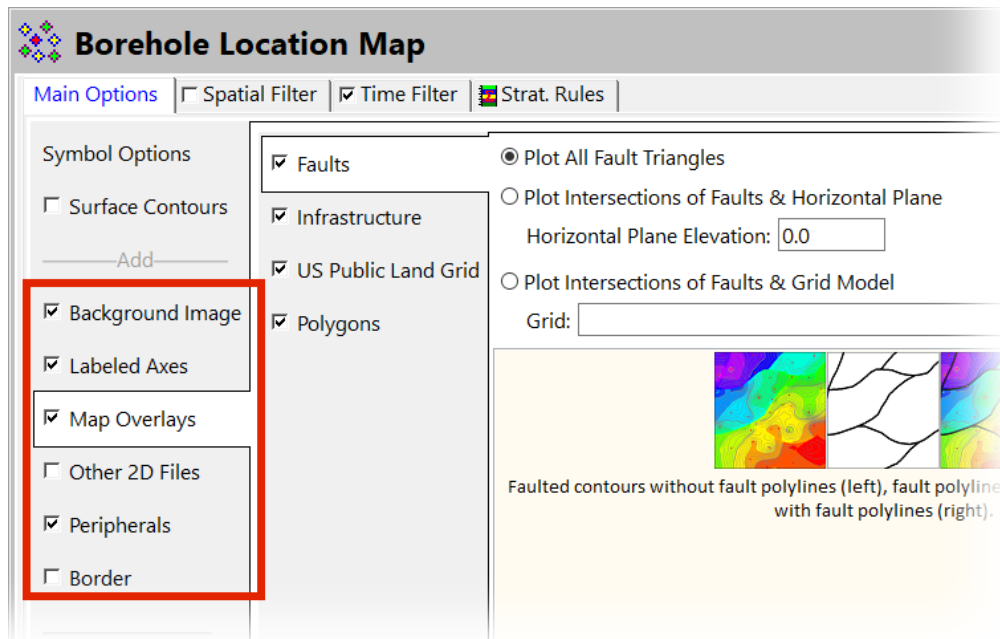 Borehole Location Map
Main Options Spatial Filter Time Filter Strat. Rules
Symbol Options
Surface Contours
Add
Background Image
Labeled Axes
Map Overlays
Other 2D Files
Peripherals
Border
Faults
Infrastructure
US Public Land Grid
Polygons
Plot All Fault Triangles
Plot Intersections of Faults & Horizontal Plane
Horizontal Plane Elevation: 0.0
Plot Intersections of Faults & Grid Model
Grid:
Faulted contours without fault polylines (left), fault polyline
with fault polylines (right).